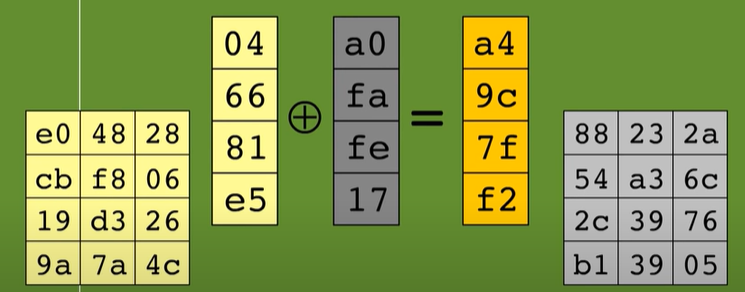 04 a0 a4
66 ⊕ fa = 9c
81 fe 7f
e5 17 f2
e0 48 28
cb f8 06
19 d3 26
9a 7a 4c
88 23 2a
54 a3 6c
2c 39 76
b1 39 05